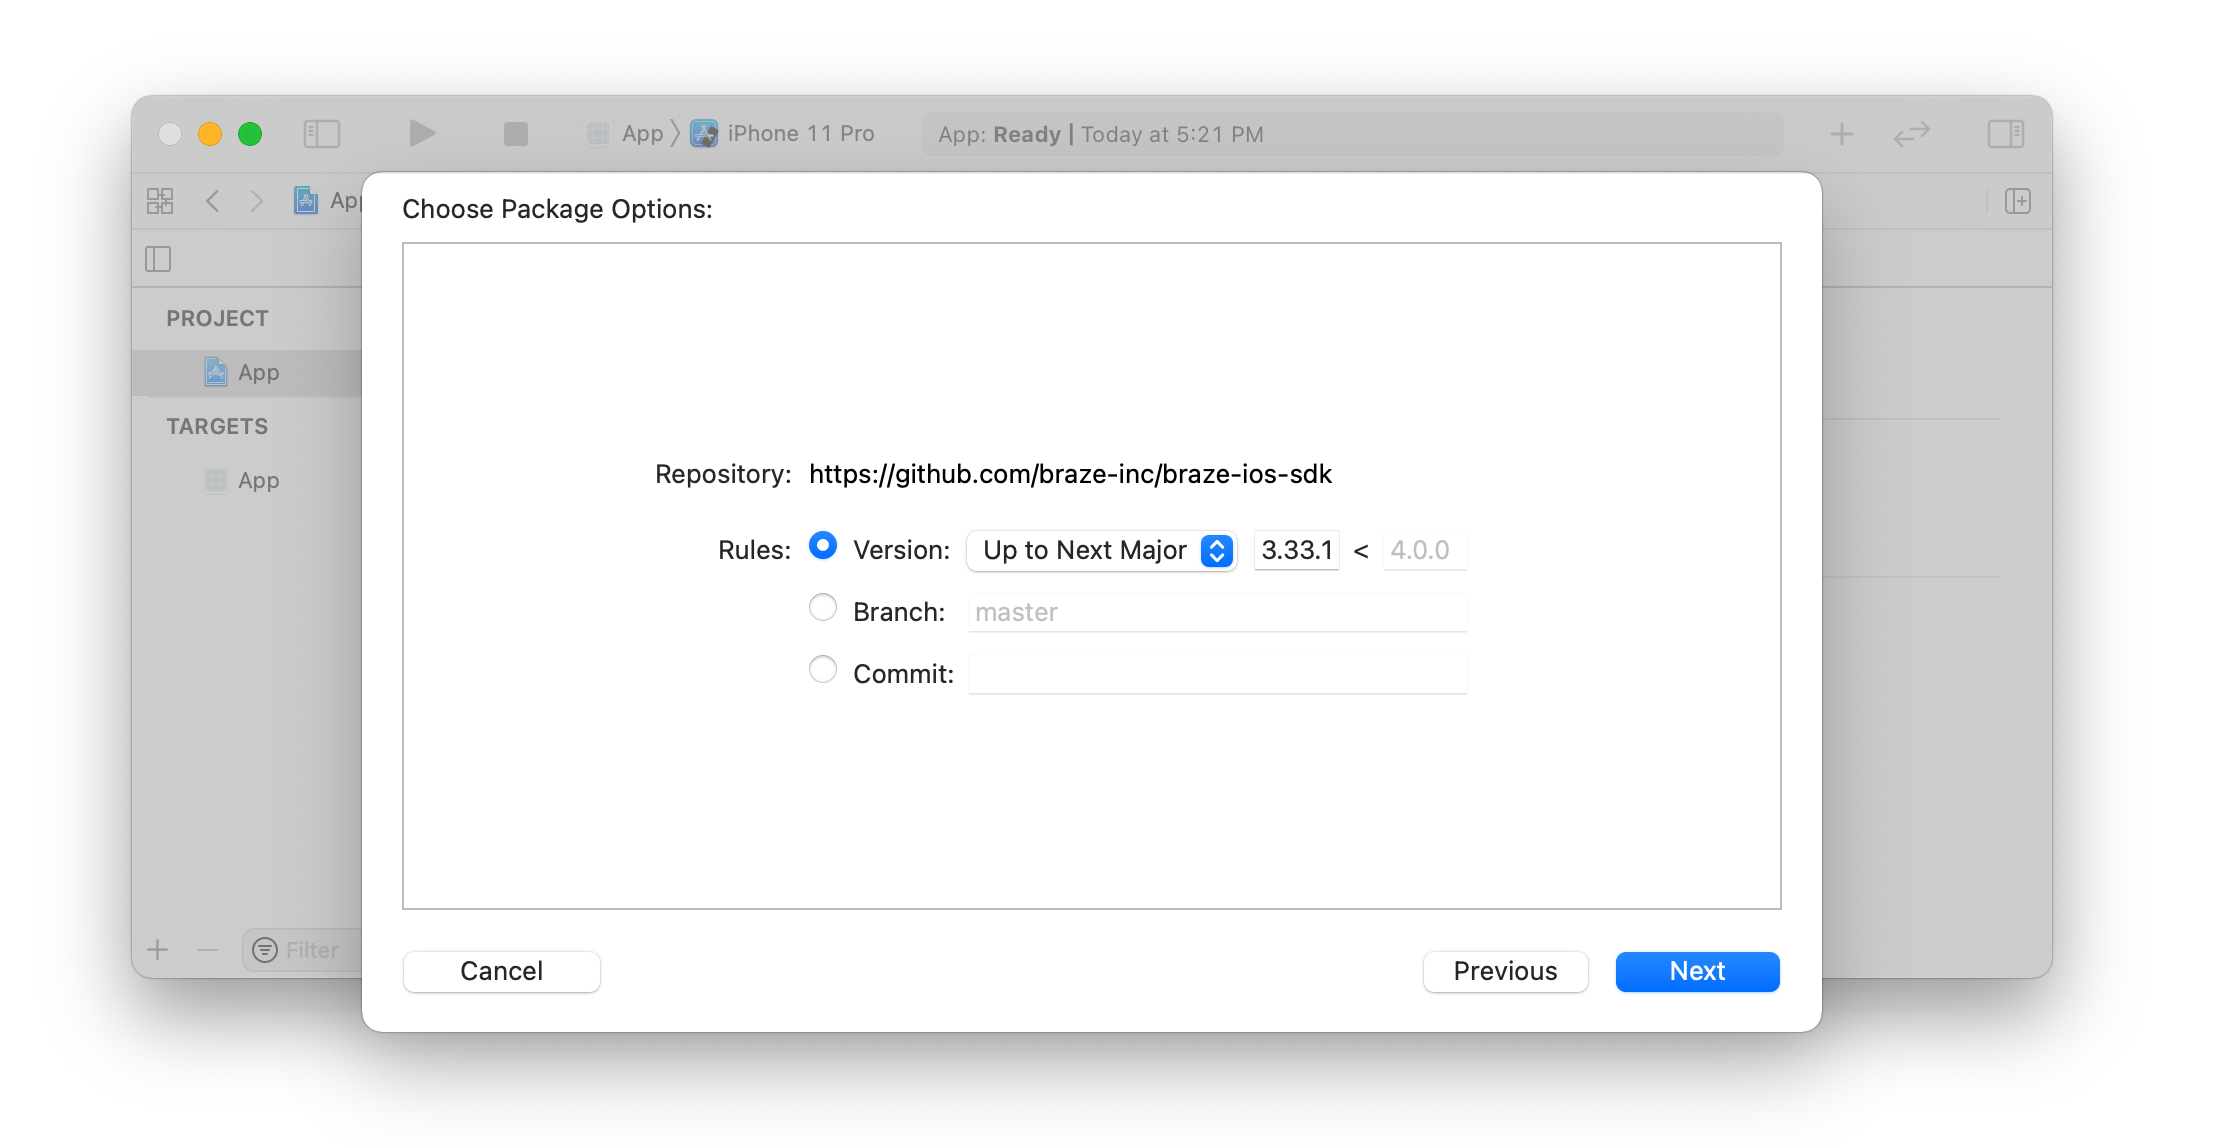 App 〉 iPhone 11 Pro
App: Ready | Today at 5:21 PM
App
Choose Package Options:
PROJECT
App
TARGETS
App
Repository: https://github.com/braze-inc/braze-ios-sdk
Rules: Version: Up to Next Major 3.33.1 < 4.0.0
Branch: master
Commit:
Filter
Cancel
Previous
Next